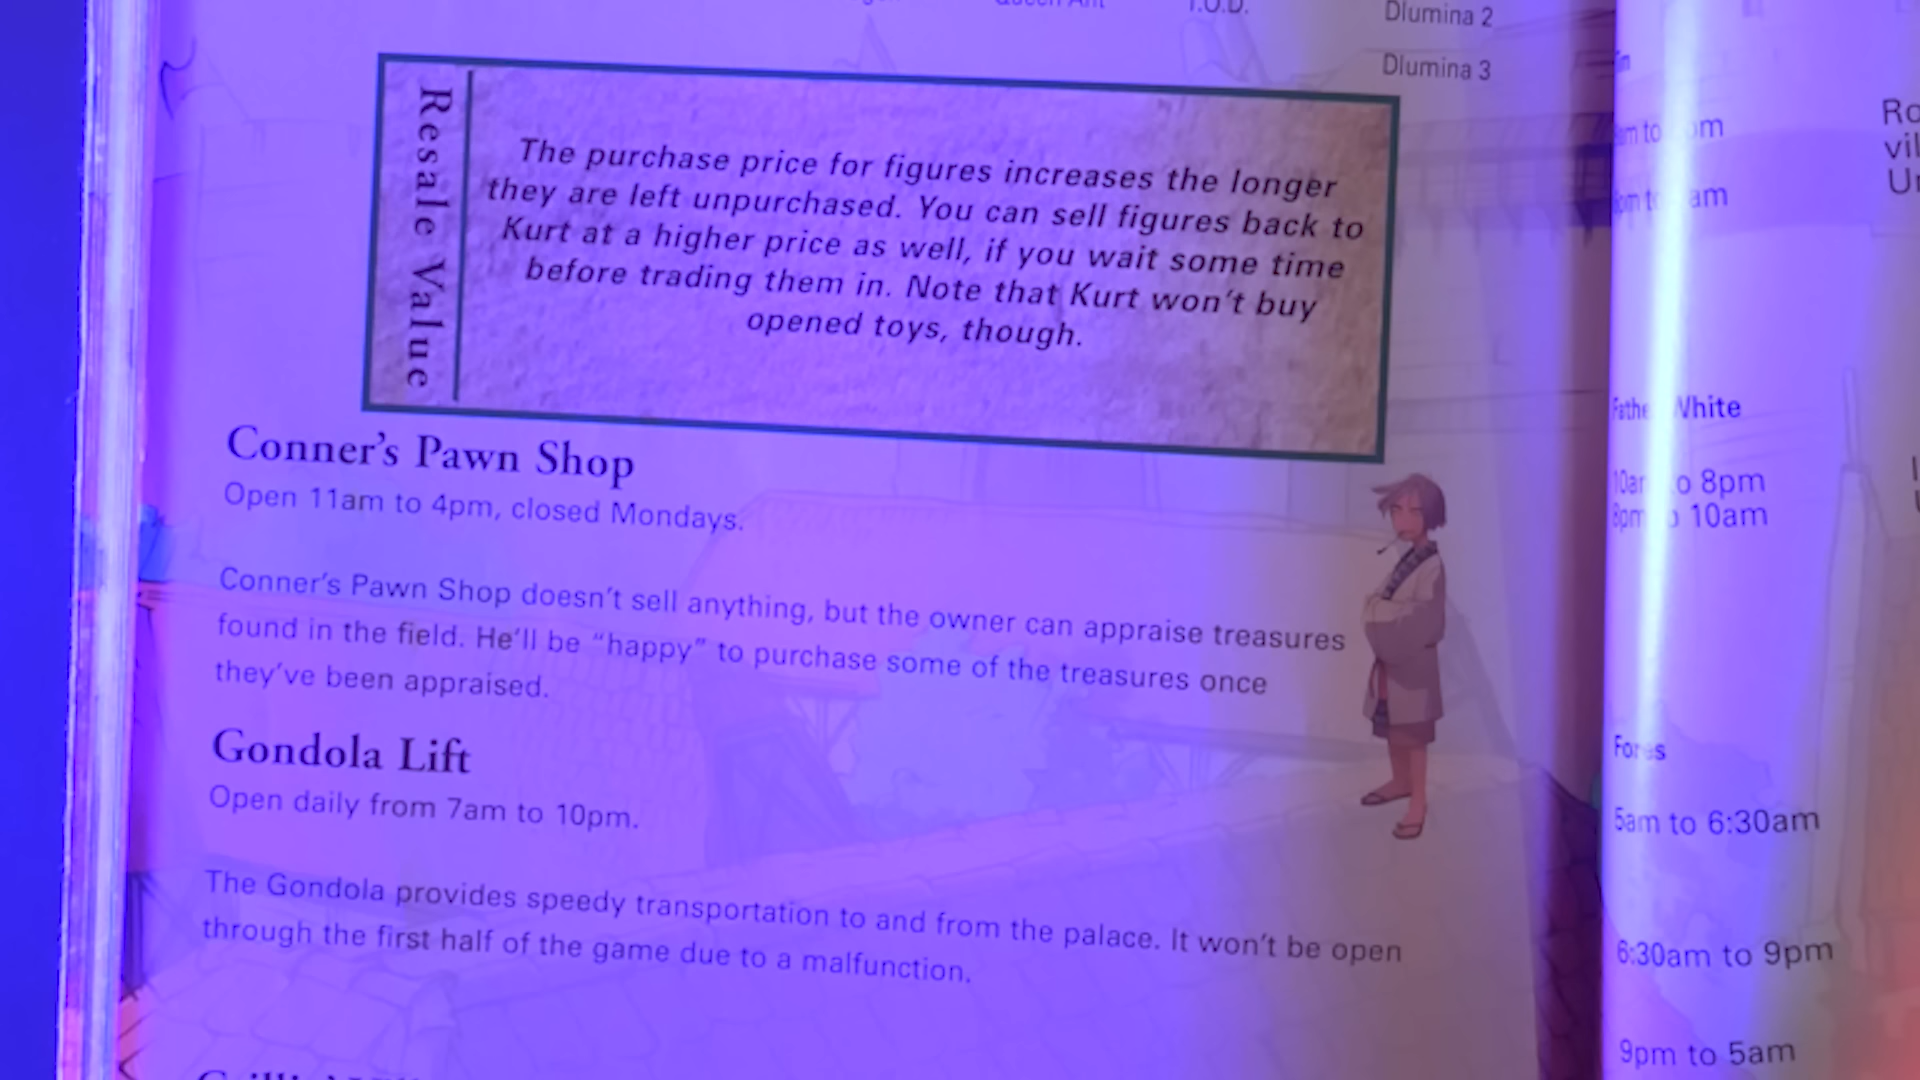 Queen Ant
T.O.D.
Dlumina 2
Dlumina 3
Resale Value
The purchase price for figures increases the longer
they are left unpurchased. You can sell figures back to
Kurt at a higher price as well, if you wait some time
before trading them in. Note that Kurt won't buy
opened toys, though.
Conner's Pawn Shop
Open 11am to 4pm, closed Mondays.
Conner's Pawn Shop doesn't sell anything, but the owner can appraise treasures
found in the field. He'll be “happy” to purchase some of the treasures once
they've been appraised.
Gondola Lift
Open daily from 7am to 10pm.
The Gondola provides speedy transportation to and from the palace. It won't be open
through the first half of the game due to a malfunction.
White
to 8pm
to 10am
5am to 6:30am
6:30am to 9pm
9pm to 5am